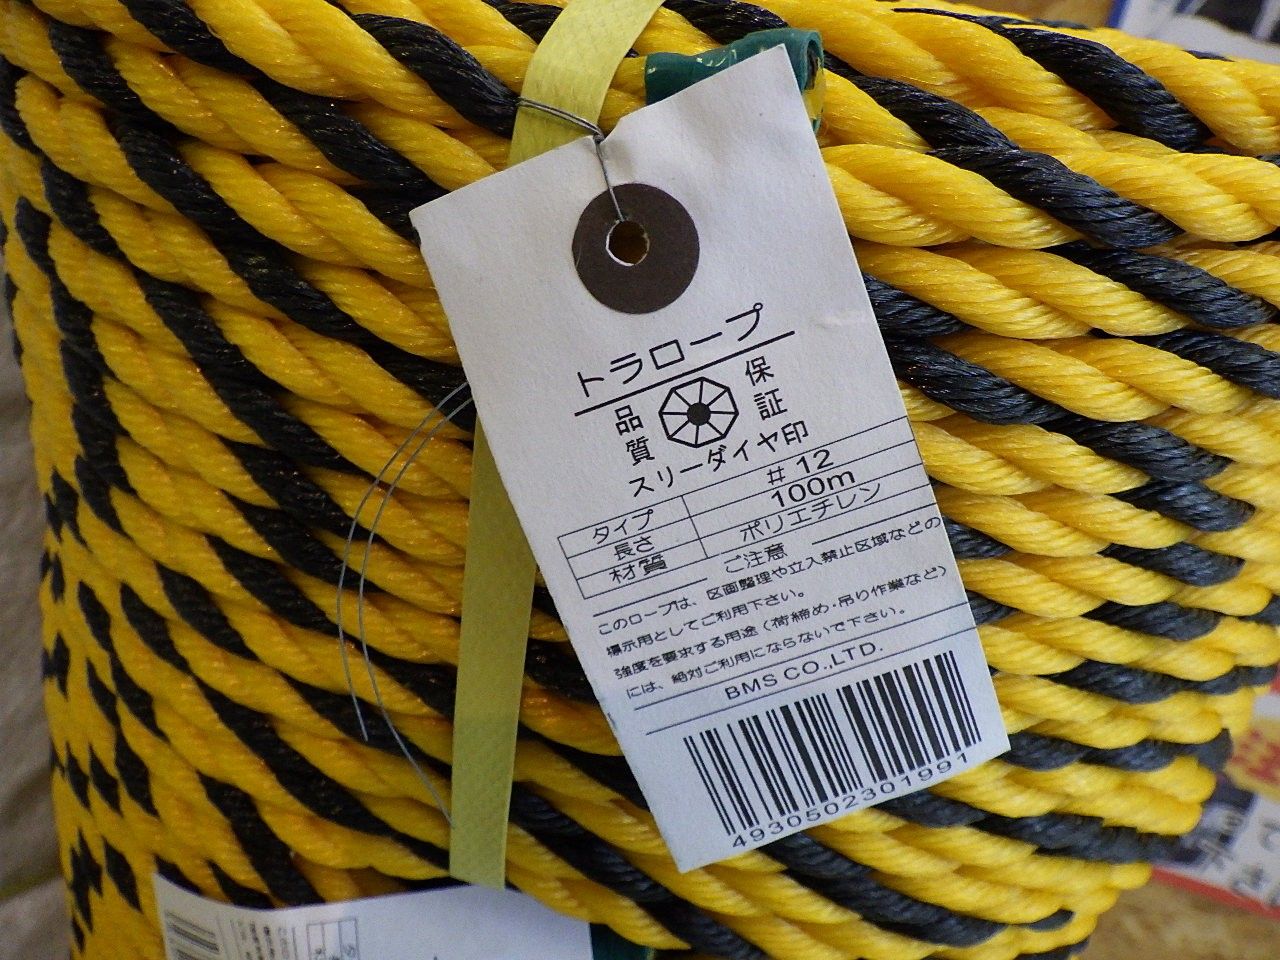 トラロープ
品質 保証
スリーダイヤ印
タイプ #12
長さ 100m
材質 ポリエチレン
ご注意
このロープは、区画整理や立入禁止区域などの
標示用としてご利用下さい。
強度を要求する用途(荷締め・吊り作業など)
には、絶対ご利用にならないで下さい。
BMS CO.,LTD.
4930502301991